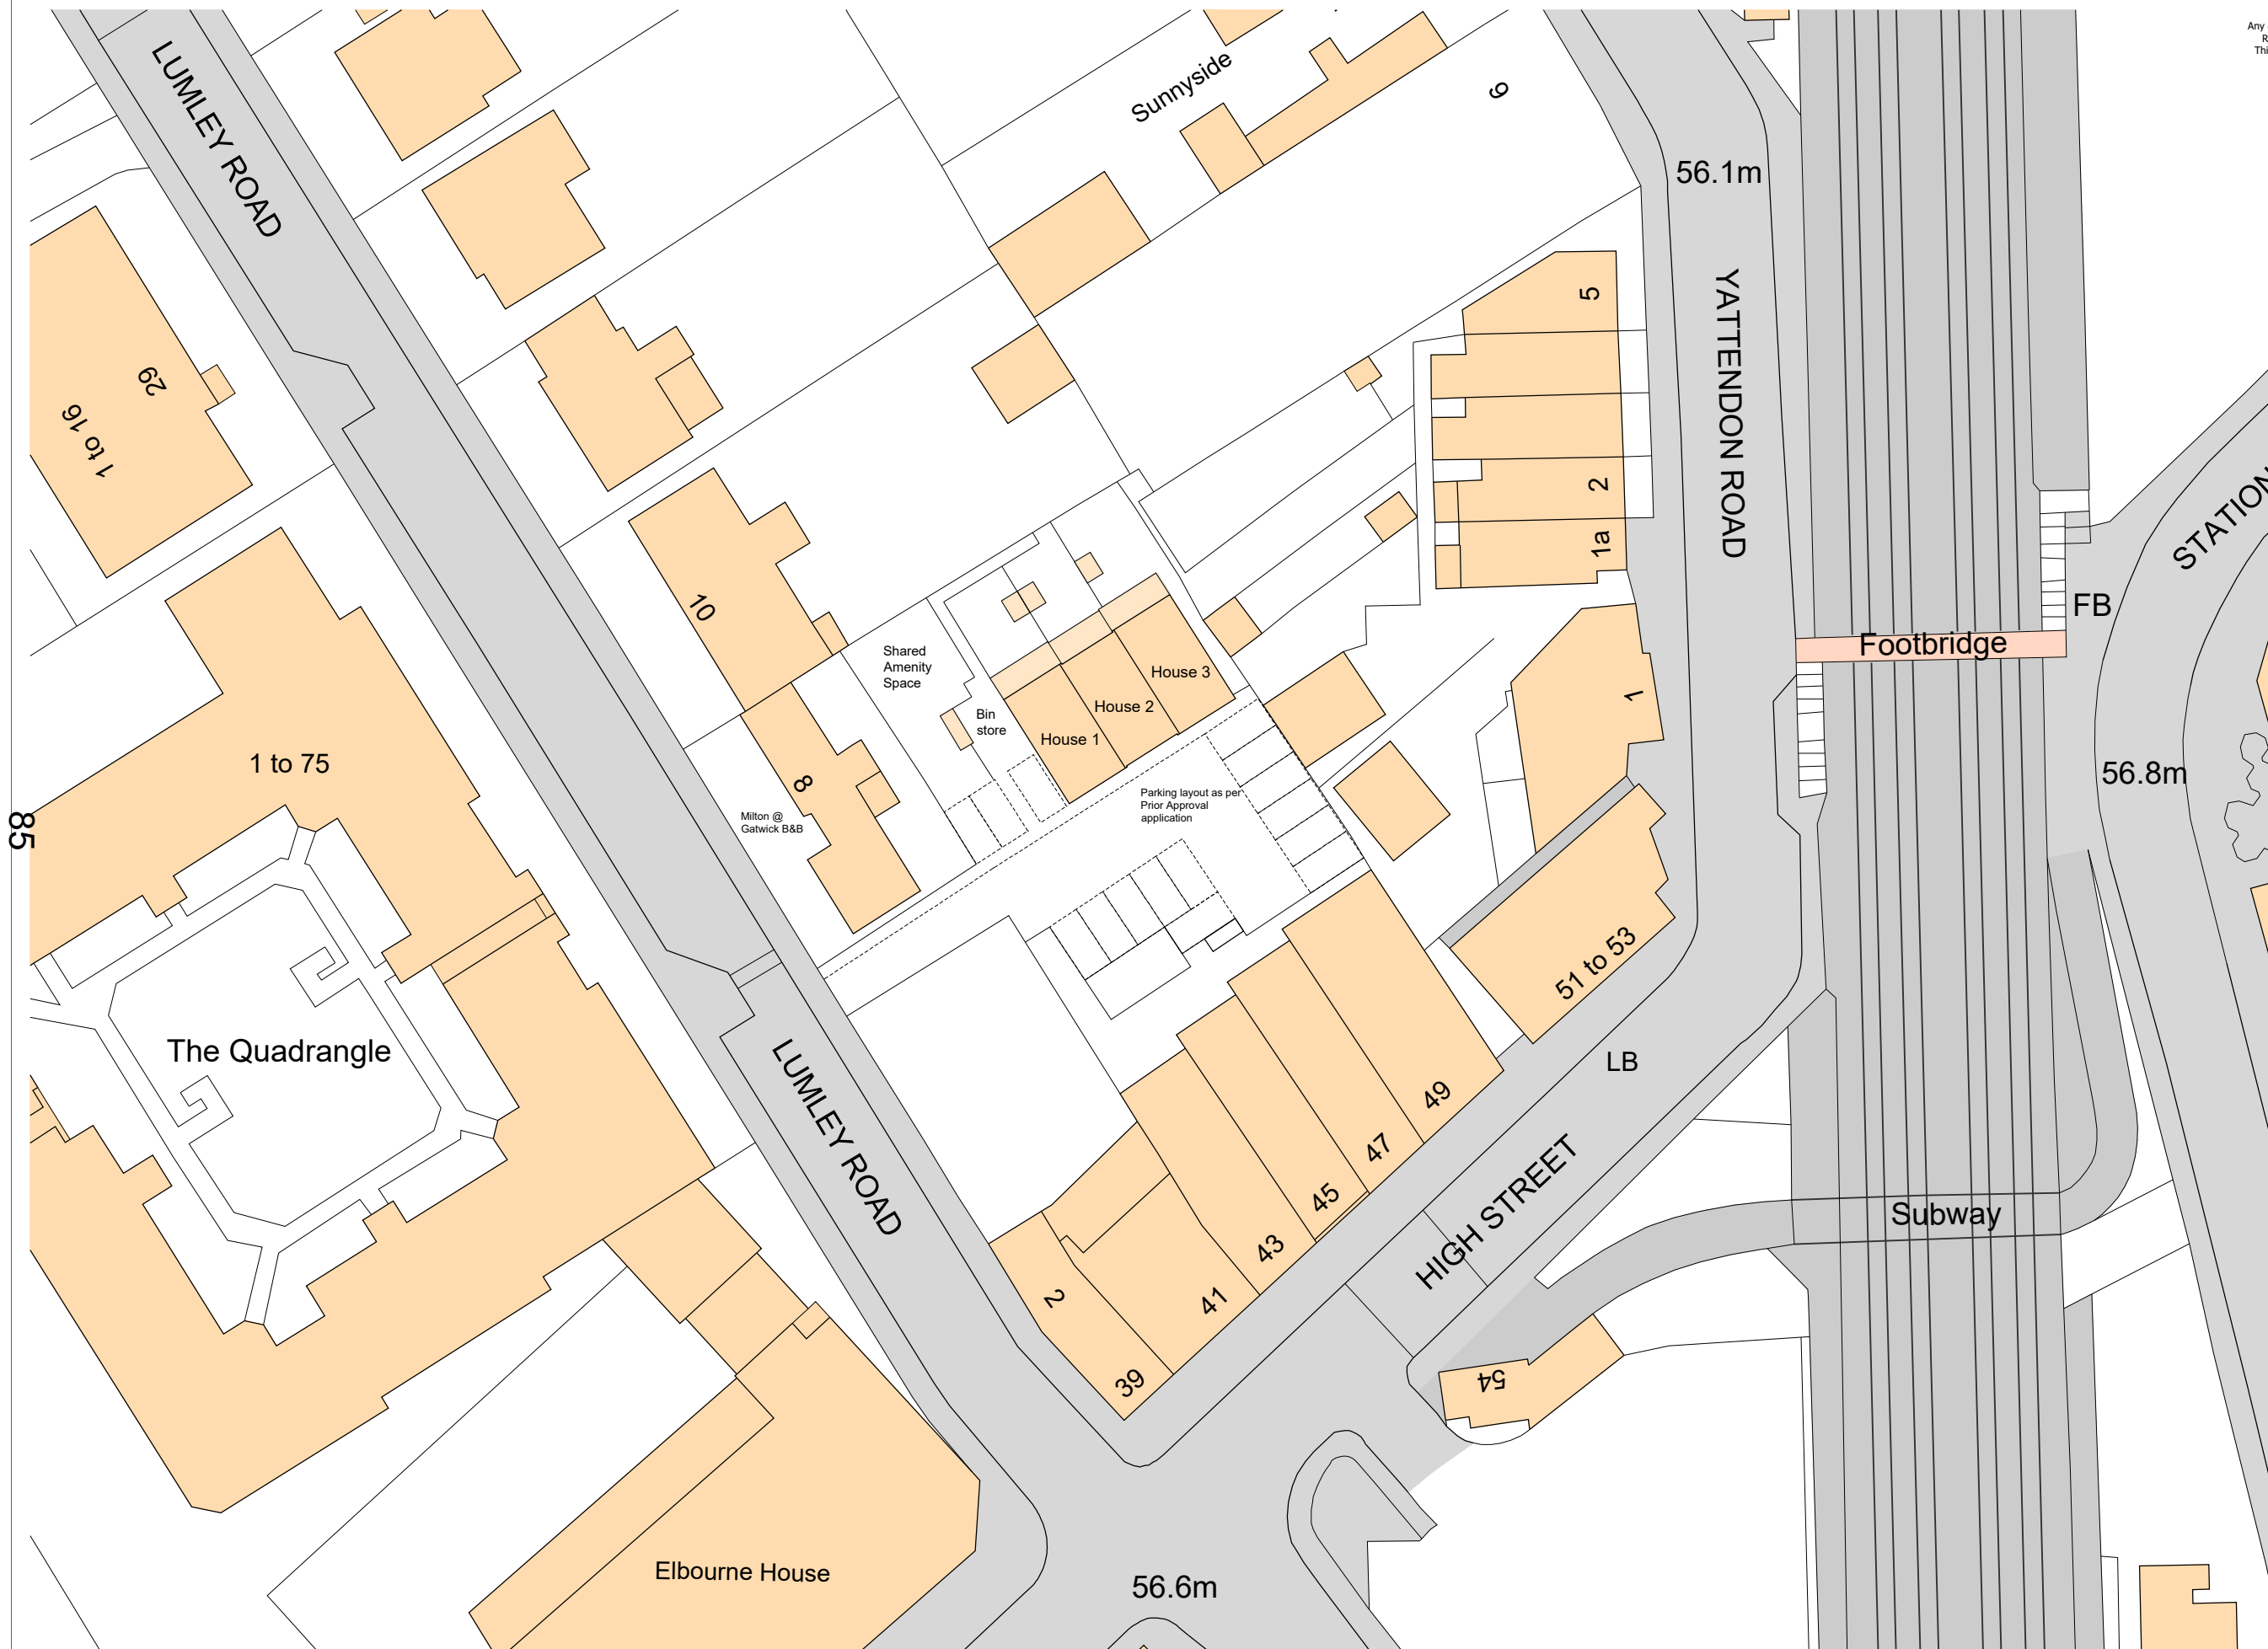 Any
R
Thi
LUMLEY ROAD
Sunnyside
9
56.1m
YATTENDON ROAD
5
29
1 to 16
2
1a
STATION
FB
Footbridge
10
Shared
Amenity
Space
Bin
store
House 3
House 2
House 1
1
56.8m
1 to 75
8
Milton @
Gatwick B&B
Parking layout as per
Prior Approval
application
85
51 to 53
The Quadrangle
LB
LUMLEY ROAD
49
47
45
43
41
39
2
HIGH STREET
Subway
54
Elbourne House
56.6m